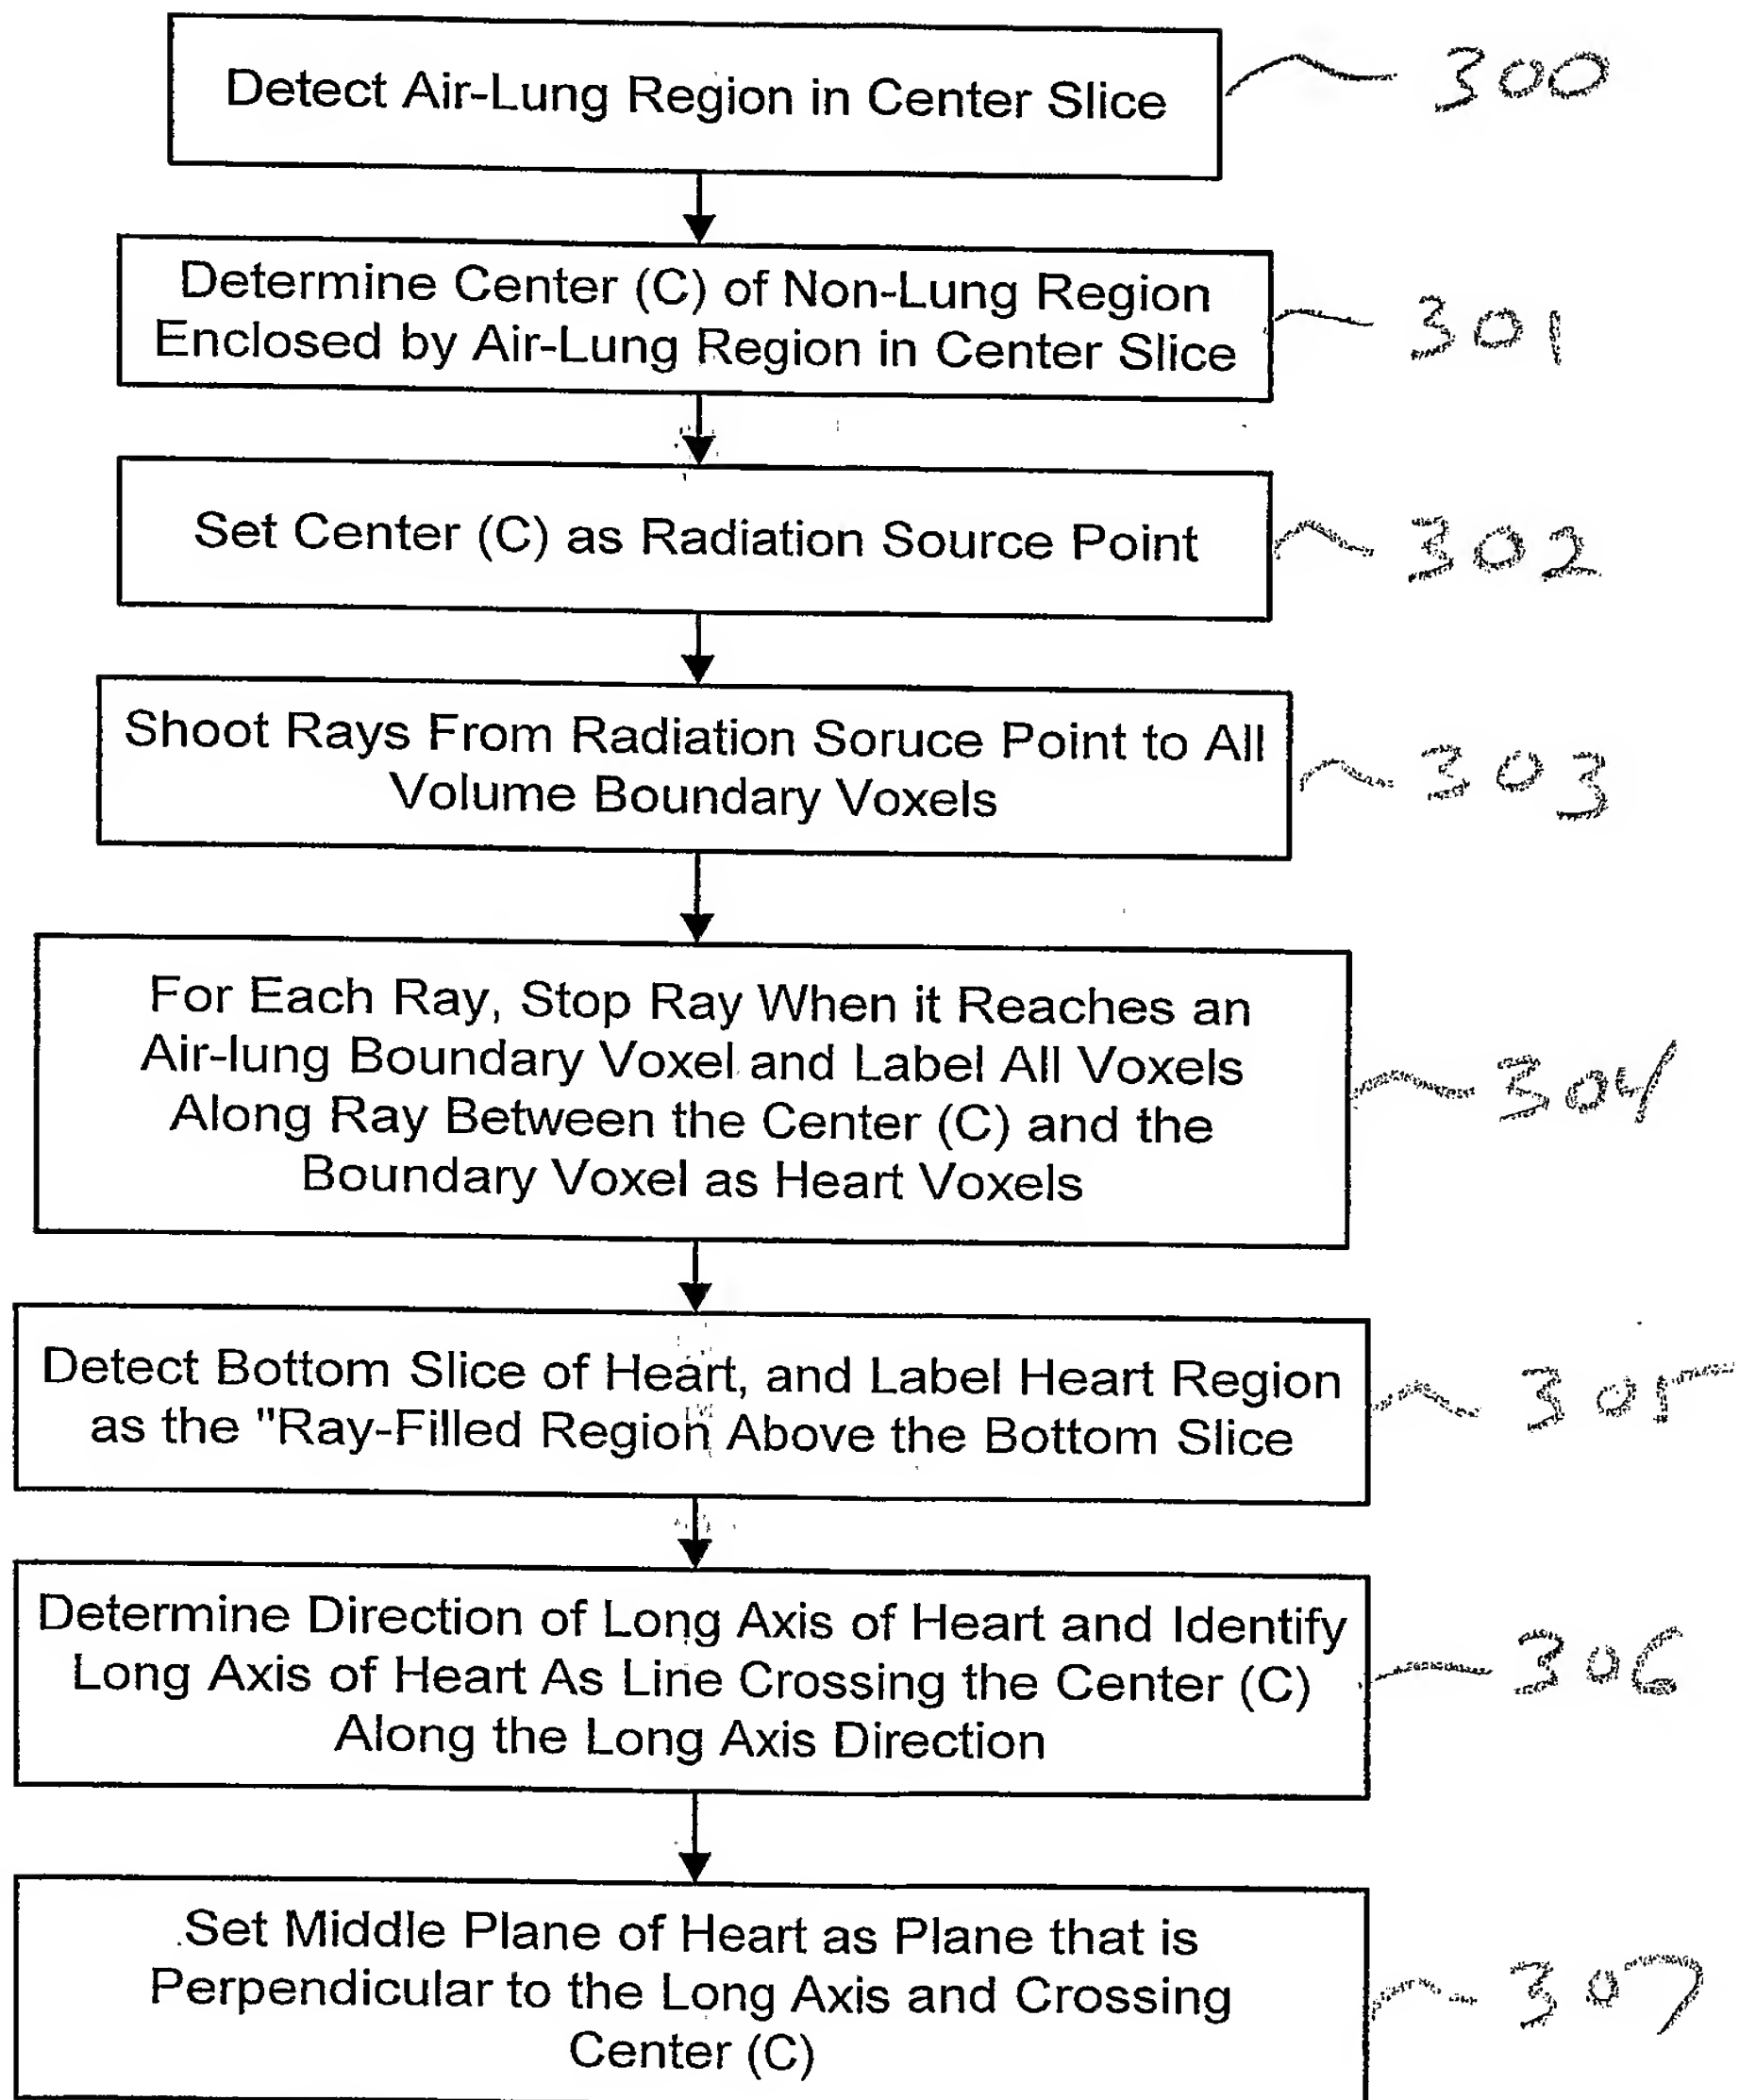 Detect Air-Lung Region in Center Slice
300
Determine Center (C) of Non-Lung Region
Enclosed by Air-Lung Region in Center Slice
301
Set Center (C) as Radiation Source Point
302
Shoot Rays From Radiation Soruce Point to All
Volume Boundary Voxels
303
For Each Ray, Stop Ray When it Reaches an
Air-lung Boundary Voxel and Label All Voxels
Along Ray Between the Center (C) and the
Boundary Voxel as Heart Voxels
304
Detect Bottom Slice of Heart, and Label Heart Region
as the "Ray-Filled Region Above the Bottom Slice
305
Determine Direction of Long Axis of Heart and Identify
Long Axis of Heart As Line Crossing the Center (C)
Along the Long Axis Direction
306
Set Middle Plane of Heart as Plane that is
Perpendicular to the Long Axis and Crossing
Center (C)
307